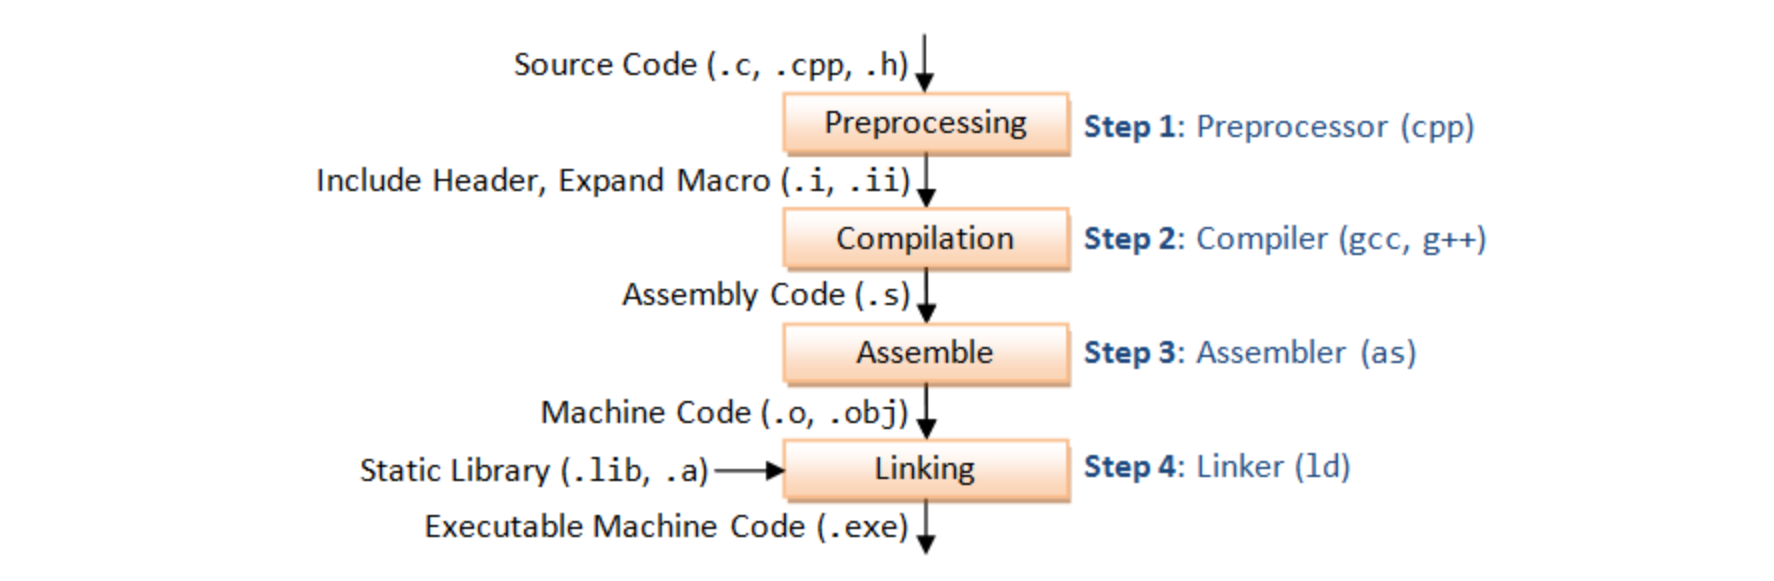 Source Code (.c, .cpp, .h)
Preprocessing
Step 1: Preprocessor (cpp)
Include Header, Expand Macro (.i, .ii)
Compilation
Step 2: Compiler (gcc, g++)
Assembly Code (.s)
Assemble
Step 3: Assembler (as)
Machine Code (.o, .obj)
Static Library (.lib, .a)
Linking
Step 4: Linker (ld)
Executable Machine Code (.exe)